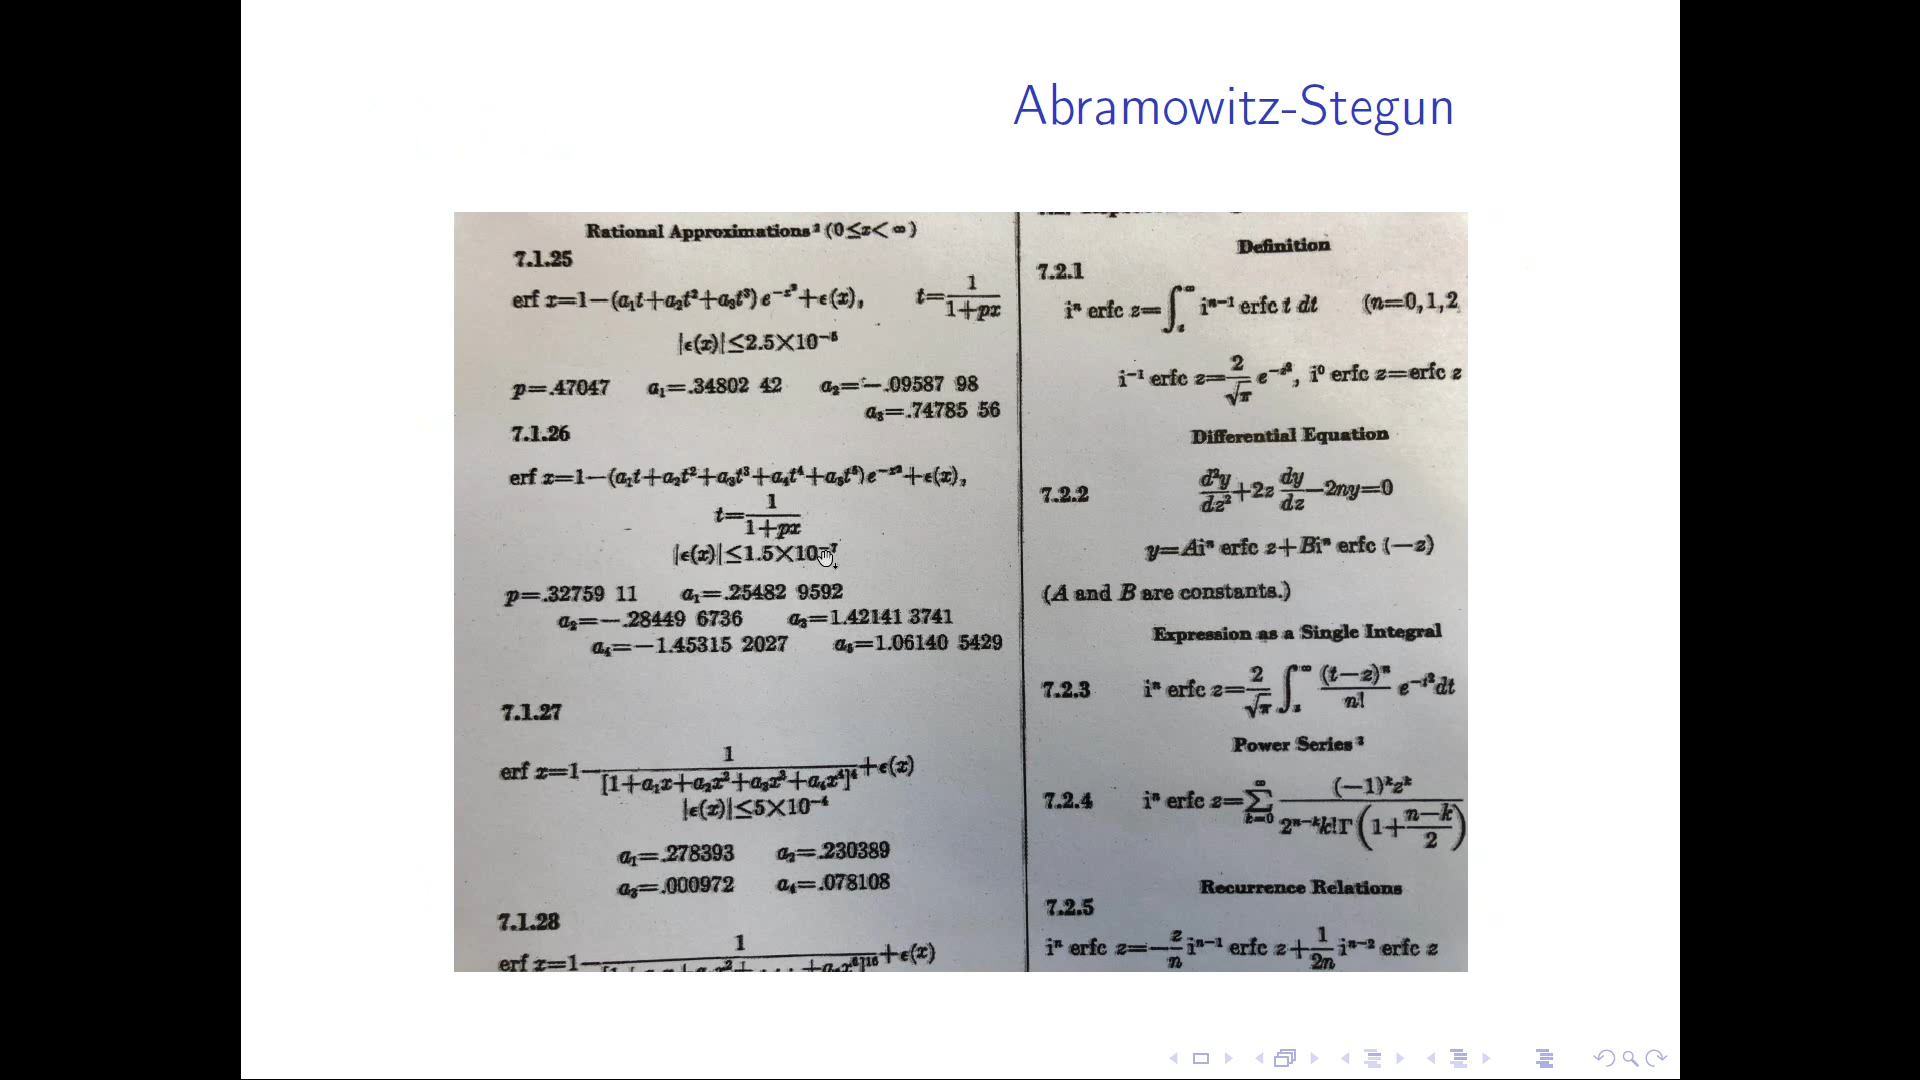 Abramowitz-Stegun
Rational Approximations² (0≤x<∞)
7.1.25
erf x=1−(a₁t+a₂t²+a₃t³)e^{−x²}+ε(x), t=1/(1+px)
|ε(x)|≤2.5×10⁻⁵
p=.47047 a₁=.34802 42 a₂=−.09587 98
a₃=.74785 56
7.1.26
erf x=1−(a₁t+a₂t²+a₃t³+a₄t⁴+a₅t⁵)e^{−x²}+ε(x),
t=1/(1+px)
|ε(x)|≤1.5×10⁻⁷
p=.32759 11 a₁=.25482 9592
a₂=−.28449 6736 a₃=1.42141 3741
a₄=−1.45315 2027 a₅=1.06140 5429
7.1.27
erf x=1−1/[1+a₁x+a₂x²+a₃x³+a₄x⁴]⁴+ε(x)
|ε(x)|≤5×10⁻⁴
a₁=.278393 a₂=.230389
a₃=.000972 a₄=.078108
7.1.28
erf x=1− 1 +ε(x)
Definition
7.2.1
iⁿ erfc z=∫_z^∞ iⁿ⁻¹ erfc t dt (n=0,1,2
i⁻¹ erfc z=2/√π e^{−z²}, i⁰ erfc z=erfc z
Differential Equation
7.2.2 d²y/dz²+2z dy/dz−2ny=0
y=Aiⁿ erfc z+Biⁿ erfc (−z)
(A and B are constants.)
Expression as a Single Integral
7.2.3 iⁿ erfc z=2/√π ∫_z^∞ (t−z)ⁿ/n! e^{−t²}dt
Power Series³
7.2.4 iⁿ erfc z=∑_{k=0}^∞ (−1)ᵏzᵏ/(2ⁿ⁻ᵏk!Γ(1+(n−k)/2))
Recurrence Relations
7.2.5
iⁿ erfc z=−z/n iⁿ⁻¹ erfc z+1/2n iⁿ⁻² erfc z